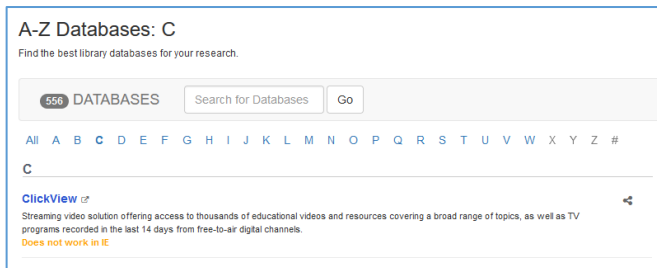 A-Z Databases: C
Find the best library databases for your research.
556 DATABASES Search for Databases Go
All A B C D E F G H I J K L M N O P Q R S T U V W X Y Z #
C
ClickView
Streaming video solution offering access to thousands of educational videos and resources covering a broad range of topics, as well as TV
programs recorded in the last 14 days from free-to-air digital channels.
Does not work in IE